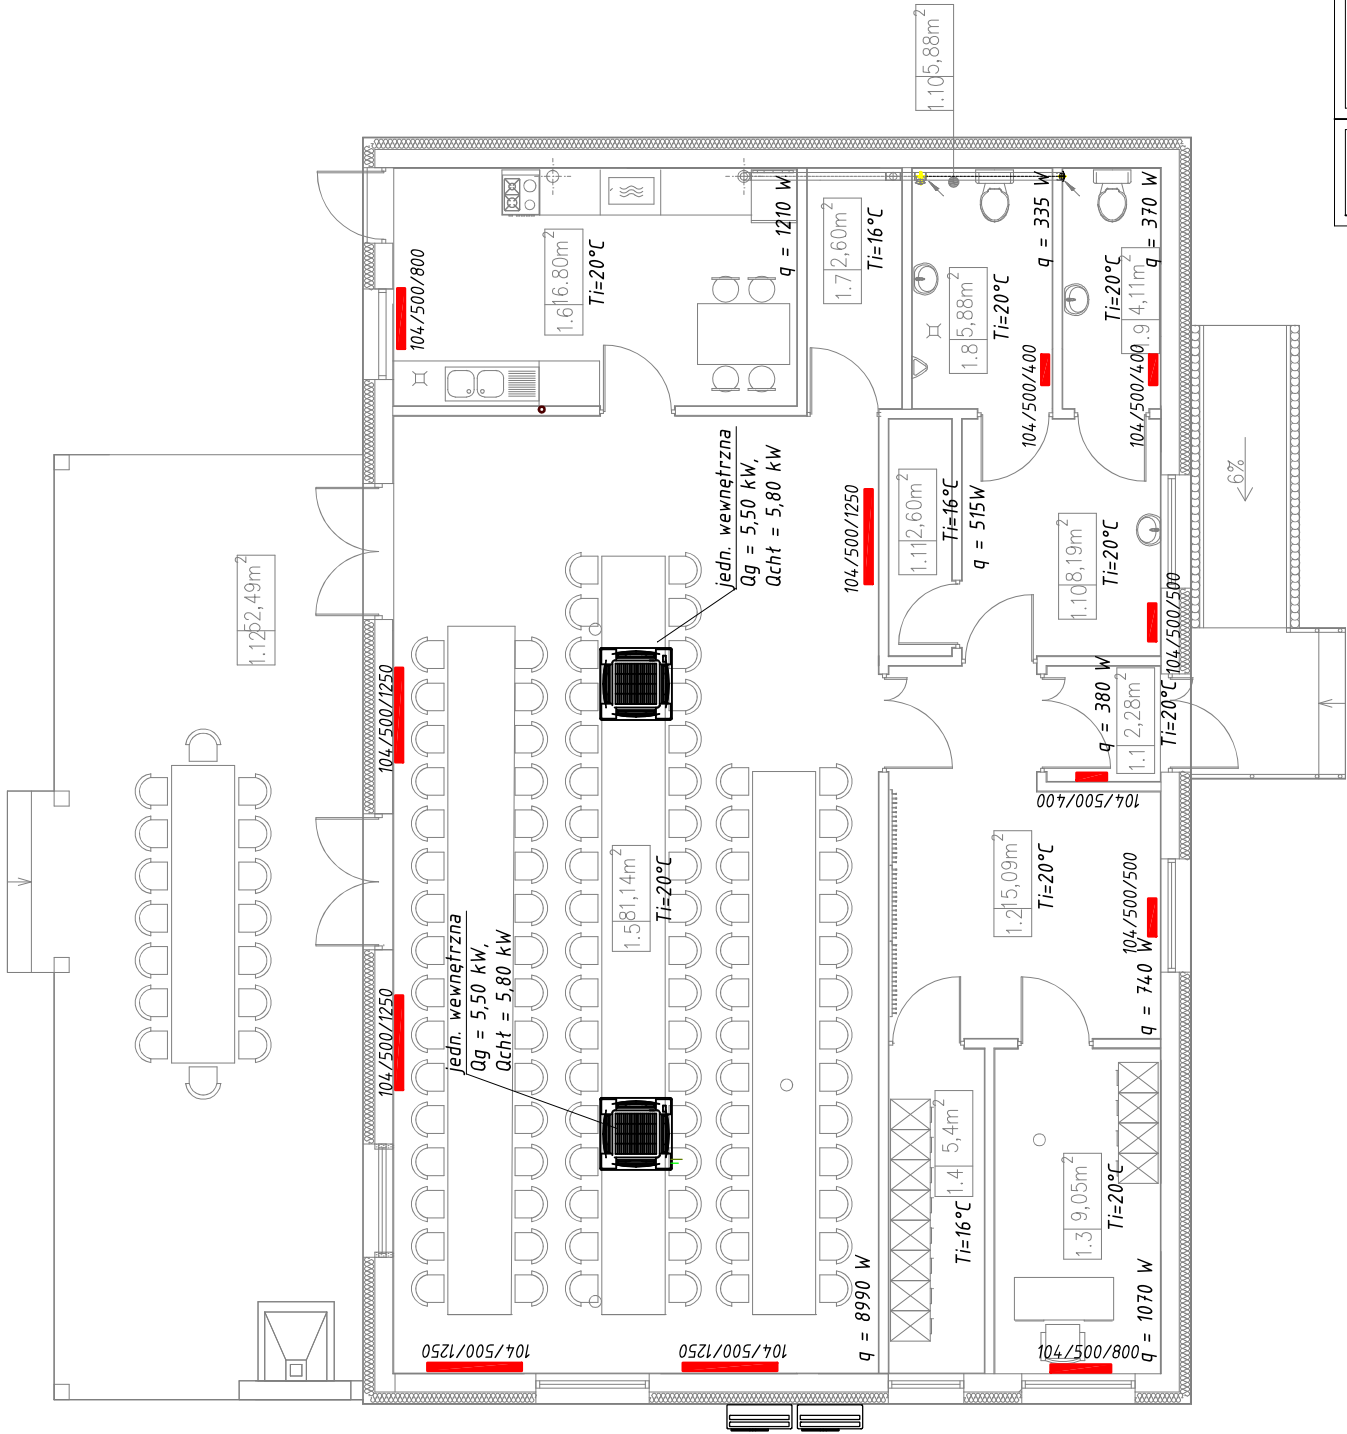 1.10 5,88m²
q = 1210 W
1.6 16.80m²
Ti=20°C
104/500/800
1.7 2,60m²
Ti=16°C
q = 335 W
1.8 5,88m²
Ti=20°C
104/500/400
q = 370 W
1.9 4,11m²
Ti=20°C
104/500/400
jedn. wewnętrzna
Qg = 5,50 kW,
Qchł = 5,80 kW
104/500/1250
1.11 2,60m²
Ti=16°C
q = 515W
1.10 8,19m²
Ti=20°C
104/500/500
6%
1.12 52,49m²
104/500/1250
q = 380 W
1.1 2,28m²
Ti=20°C
104/500/400
1.2 15,09m²
Ti=20°C
104/500/500
q = 740 W
1.5 81,14m²
Ti=20°C
jedn. wewnętrzna
Qg = 5,50 kW,
Qchł = 5,80 kW
104/500/1250
1.4 5,4m²
Ti=16°C
1.3 9,05m²
Ti=20°C
q = 8990 W
q = 1070 W
104/500/1250
104/500/1250
104/500/800